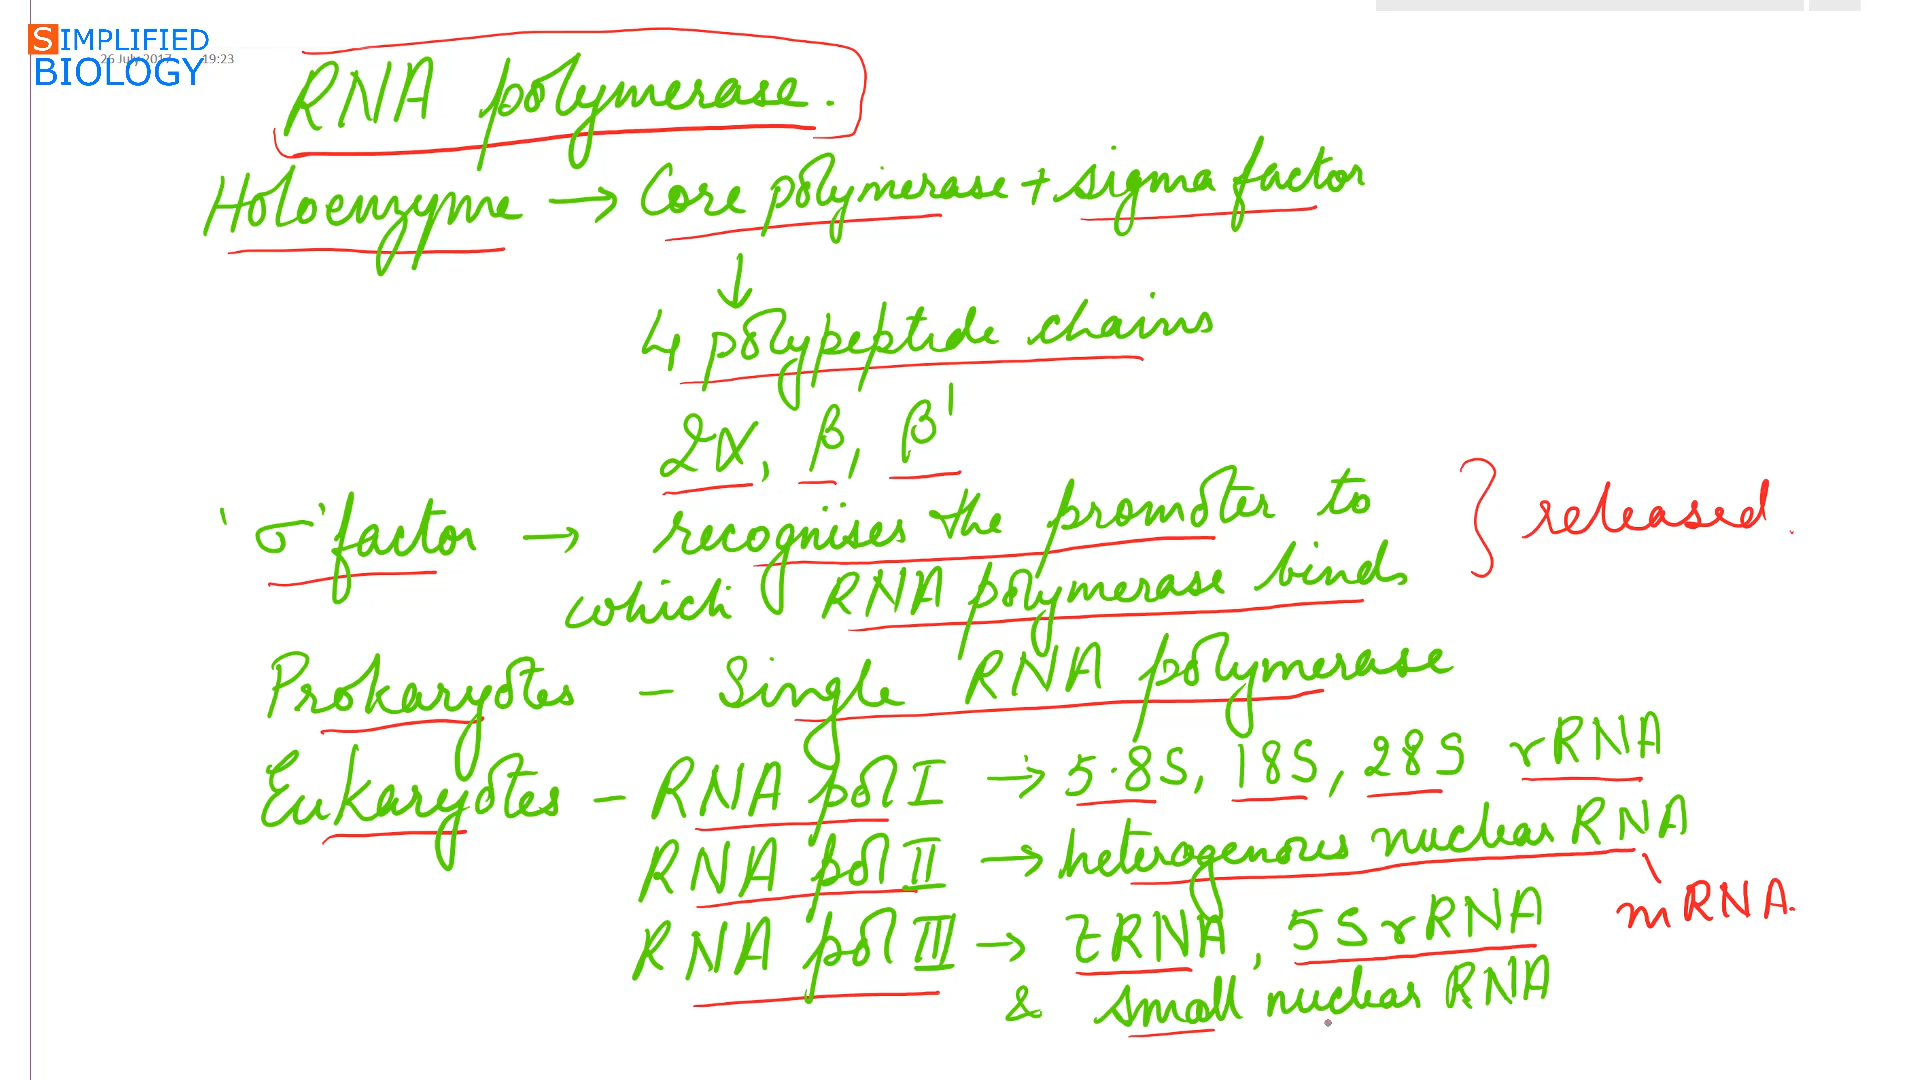 SIMPLIFIED
26 July 2017 19:23
BIOLOGY
RNA polymerase.
Holoenzyme → Core polymerase + sigma factor
↓
4 polypeptide chains
2α, β, β'
'σ' factor → recognises the promoter to
which RNA polymerase binds
} released.
Prokaryotes - Single RNA polymerase
Eukaryotes - RNA pol I → 5.8S, 18S, 28S rRNA
RNA pol II → heterogenous nuclear RNA
mRNA.
RNA pol III → tRNA, 5S rRNA
& small nuclear RNA